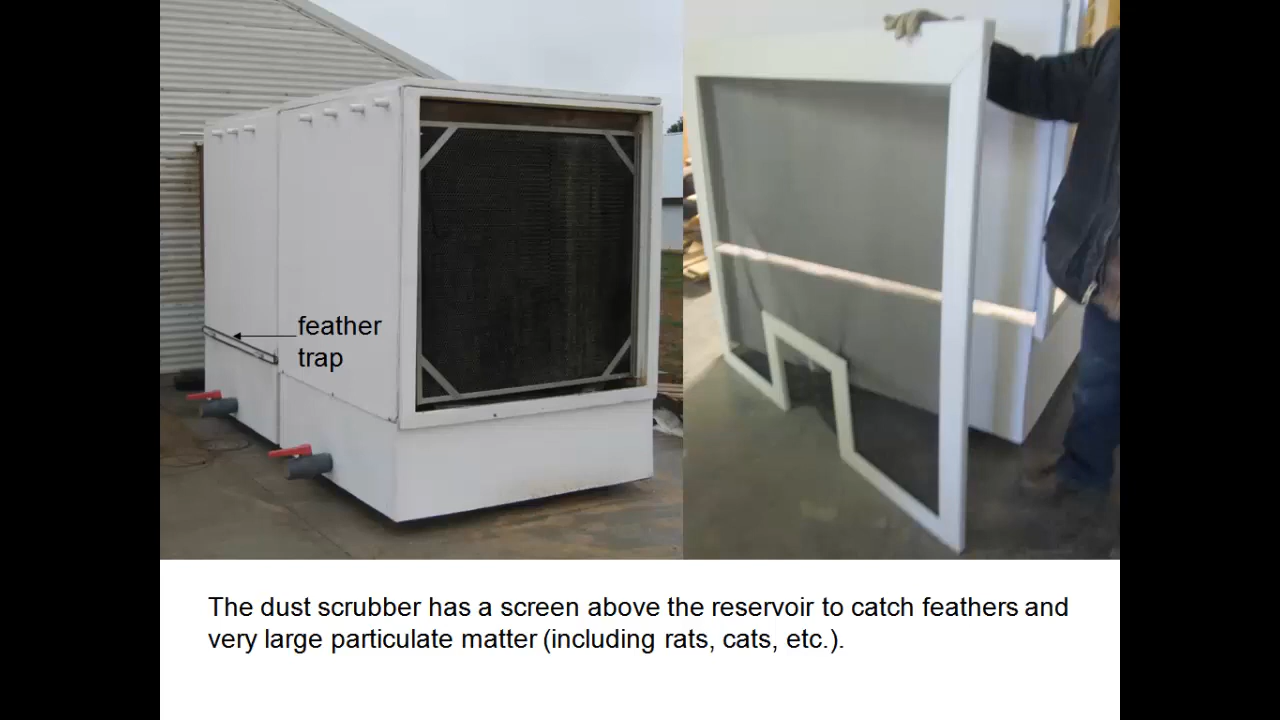 feather
trap
The dust scrubber has a screen above the reservoir to catch feathers and
very large particulate matter (including rats, cats, etc.).